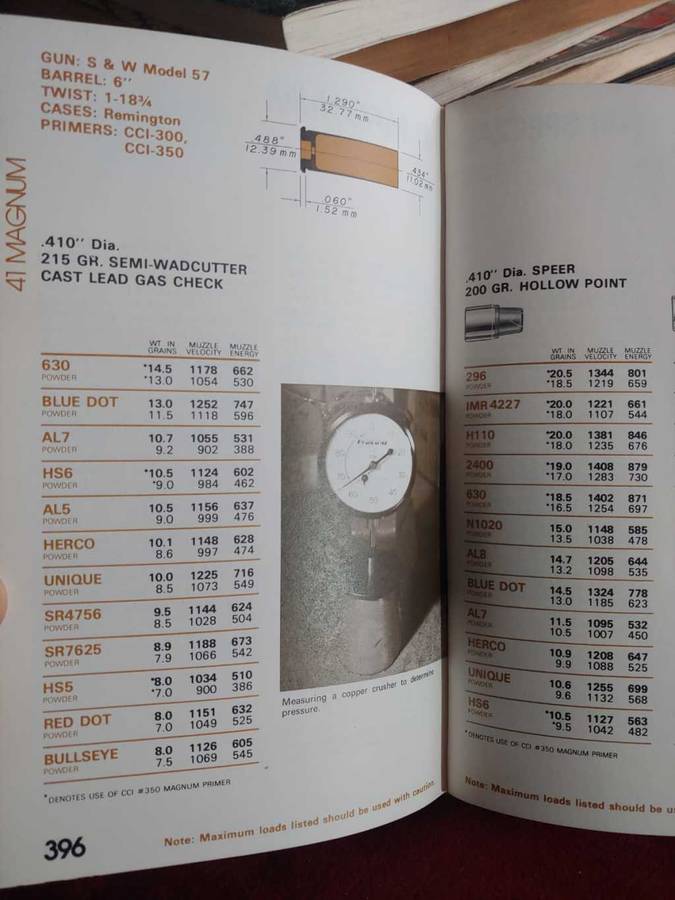 GUN: S & W Model 57
BARREL: 6"
TWIST: 1-18¾
CASES: Remington
PRIMERS: CCI-300,
CCI-350
41 MAGNUM
1.290"
32.77 mm
.488"
12.39 mm
.434"
11.02 mm
.060"
1.52 mm
.410" Dia.
215 GR. SEMI-WADCUTTER
CAST LEAD GAS CHECK
WT. IN GRAINS MUZZLE VELOCITY MUZZLE ENERGY
630 POWDER *14.5 1178 662
*13.0 1054 530
BLUE DOT POWDER 13.0 1252 747
11.5 1118 596
AL7 POWDER 10.7 1055 531
9.2 902 388
HS6 POWDER *10.5 1124 602
*9.0 984 462
AL5 POWDER 10.5 1156 637
9.0 999 476
HERCO POWDER 10.1 1148 628
8.6 997 474
UNIQUE POWDER 10.0 1225 716
8.5 1073 549
SR4756 POWDER 9.5 1144 624
8.5 1028 504
SR7625 POWDER 8.9 1188 673
7.9 1066 542
HS5 POWDER *8.0 1034 510
*7.0 900 386
RED DOT POWDER 8.0 1151 632
7.0 1049 525
BULLSEYE POWDER 8.0 1126 605
7.5 1069 545
*DENOTES USE OF CCI #350 MAGNUM PRIMER
Measuring a copper crusher to determine
pressure.
Note: Maximum loads listed should be used with caution.
396
.410" Dia. SPEER
200 GR. HOLLOW POINT
WT. IN GRAINS MUZZLE VELOCITY MUZZLE ENERGY
296 POWDER *20.5 1344 801
*18.5 1219 659
IMR 4227 POWDER *20.0 1221 661
*18.0 1107 544
H110 POWDER *20.0 1381 846
*18.0 1235 676
2400 POWDER *19.0 1408 879
*17.0 1283 730
630 POWDER *18.5 1402 871
*16.5 1254 697
N1020 POWDER 15.0 1148 585
13.5 1038 478
AL8 POWDER 14.7 1205 644
13.2 1098 535
BLUE DOT POWDER 14.5 1324 778
13.0 1185 623
AL7 POWDER 11.5 1095 532
10.5 1007 450
HERCO POWDER 10.9 1208 647
9.9 1088 525
UNIQUE POWDER 10.6 1255 699
9.6 1132 568
HS6 POWDER *10.5 1127 563
*9.5 1042 482
*DENOTES USE OF CCI #350 MAGNUM PRIMER
Note: Maximum loads listed should be